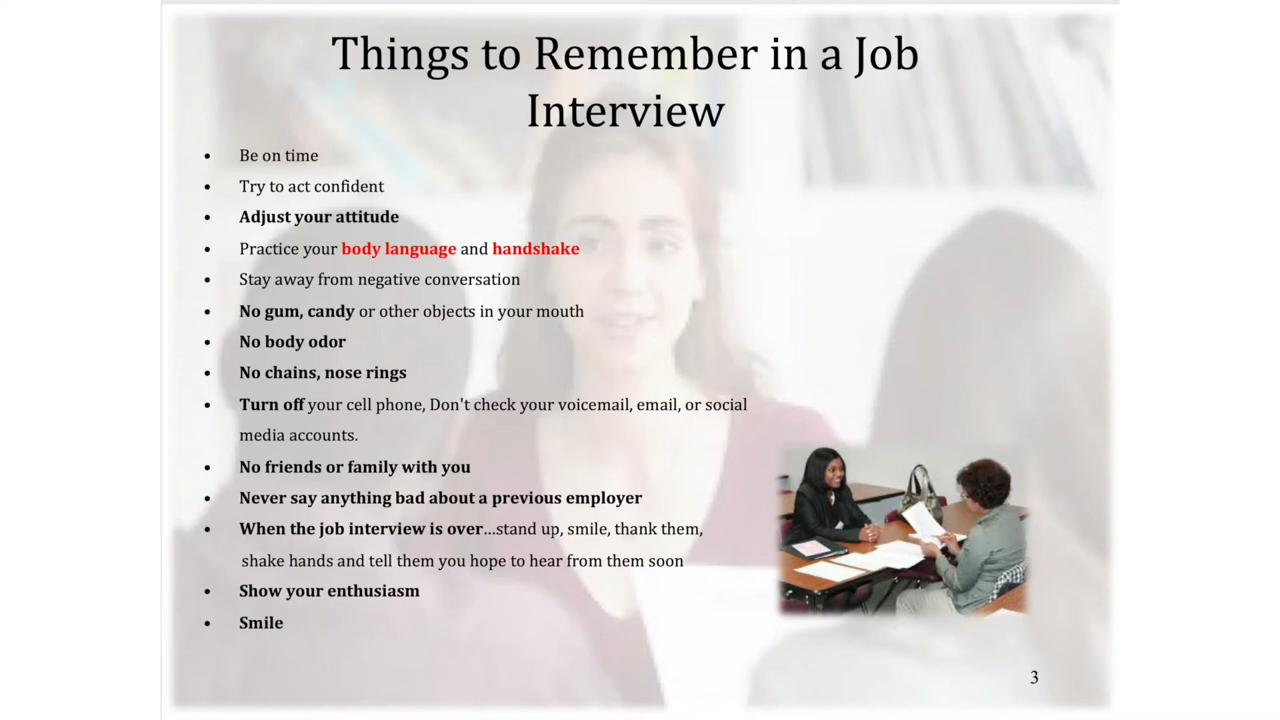 Things to Remember in a Job
Interview
• Be on time
• Try to act confident
• Adjust your attitude
• Practice your body language and handshake
• Stay away from negative conversation
• No gum, candy or other objects in your mouth
• No body odor
• No chains, nose rings
• Turn off your cell phone, Don't check your voicemail, email, or social
media accounts.
• No friends or family with you
• Never say anything bad about a previous employer
• When the job interview is over...stand up, smile, thank them,
shake hands and tell them you hope to hear from them soon
• Show your enthusiasm
• Smile
3